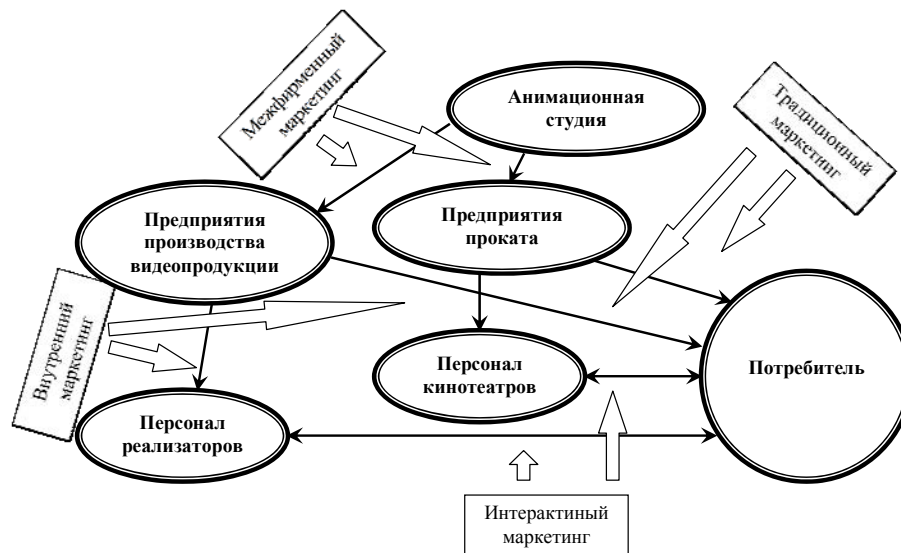 Межфирменный
маркетинг
Анимационная
студия
Традиционный
маркетинг
Предприятия
производства
видеопродукции
Предприятия
проката
Внутренний
маркетинг
Персонал
кинотеатров
Потребитель
Персонал
реализаторов
Интерактиный
маркетинг